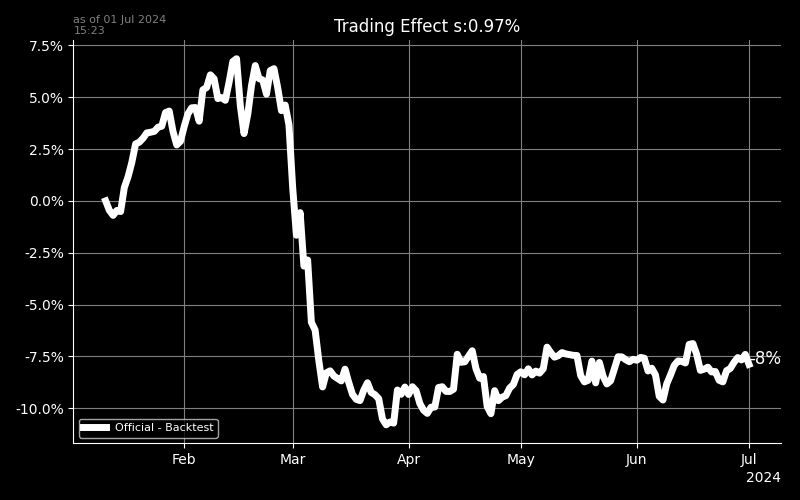 as of 01 Jul 2024
15:23
Trading Effect s:0.97%
7.5%
5.0%
2.5%
0.0%
-2.5%
-5.0%
-7.5%
-10.0%
-8%
Official - Backtest
Feb
Mar
Apr
May
Jun
Jul
2024